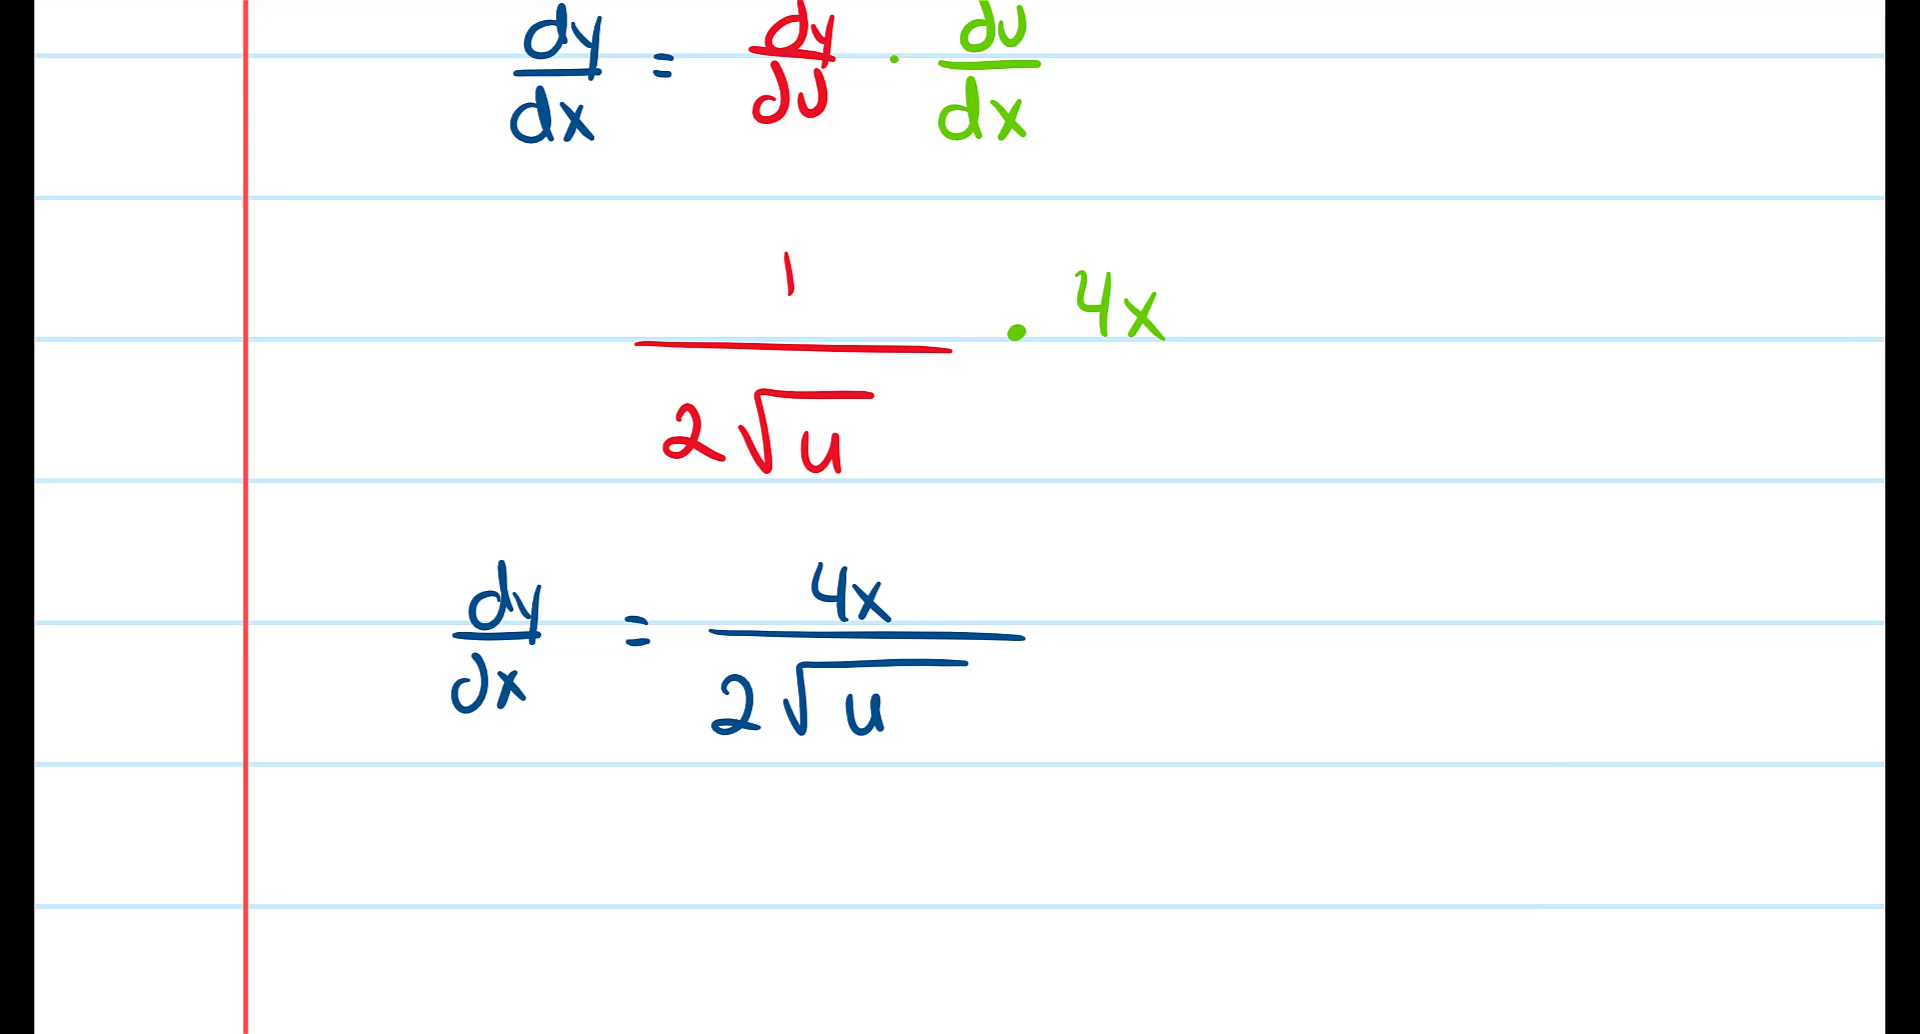 dy/dx = dy/du · du/dx
1/(2√u) · 4x
dy/dx = 4x/(2√u)